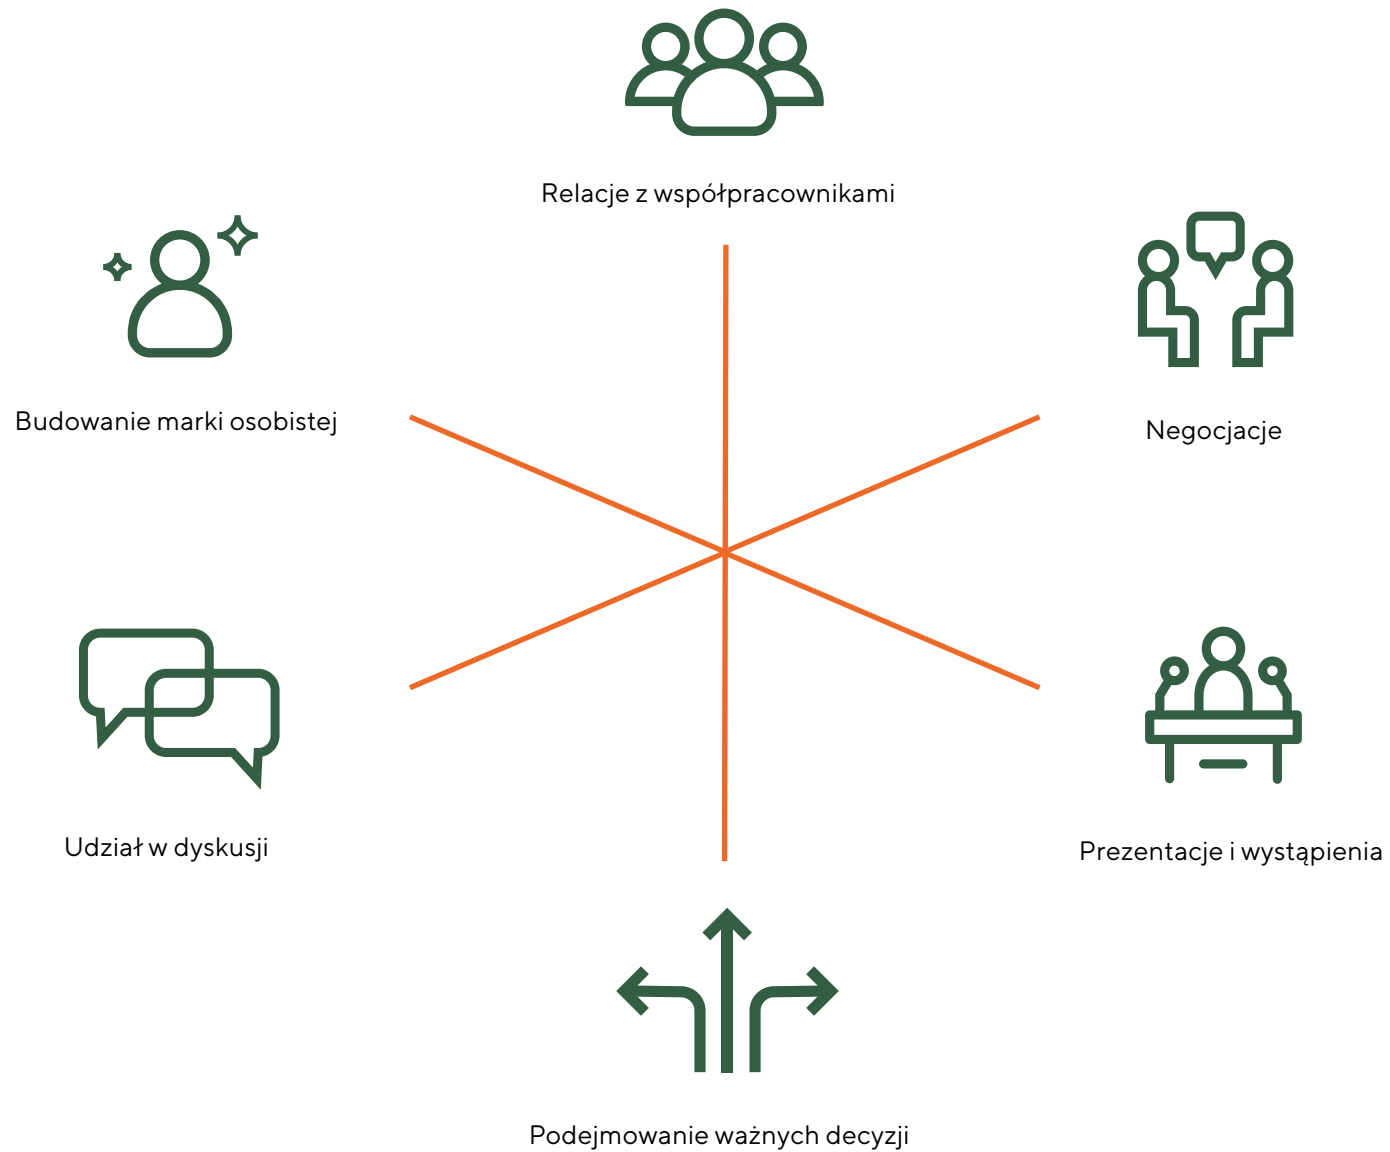 Relacje z współpracownikami
Budowanie marki osobistej
Negocjacje
Udział w dyskusji
Prezentacje i wystąpienia
Podejmowanie ważnych decyzji